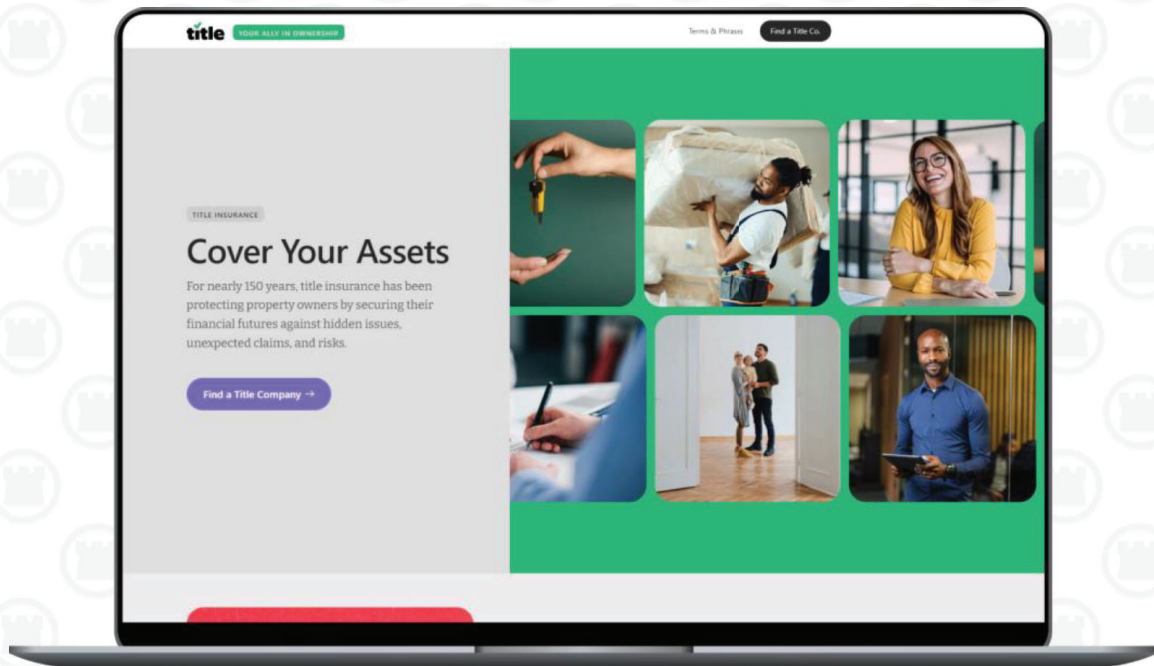 title YOUR ALLY IN OWNERSHIP
Terms & Phrases
Find a Title Co.
TITLE INSURANCE
Cover Your Assets
For nearly 150 years, title insurance has been
protecting property owners by securing their
financial futures against hidden issues,
unexpected claims, and risks.
Find a Title Company →